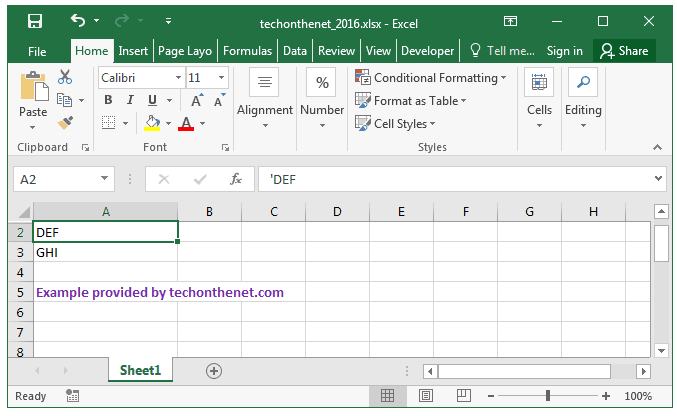 techonthenet_2016.xlsx - Excel
File Home Insert Page Layo Formulas Data Review View Developer Tell me... Sign in Share
Paste
Clipboard
Calibri 11
B I U A A
A
Font
Alignment
% Number
Conditional Formatting
Format as Table
Cell Styles
Styles
Cells
Editing
A2 fx 'DEF
A B C D E F G H
2 DEF
3 GHI
4
5 Example provided by techonthenet.com
6
7
8
Sheet1
Ready 100%